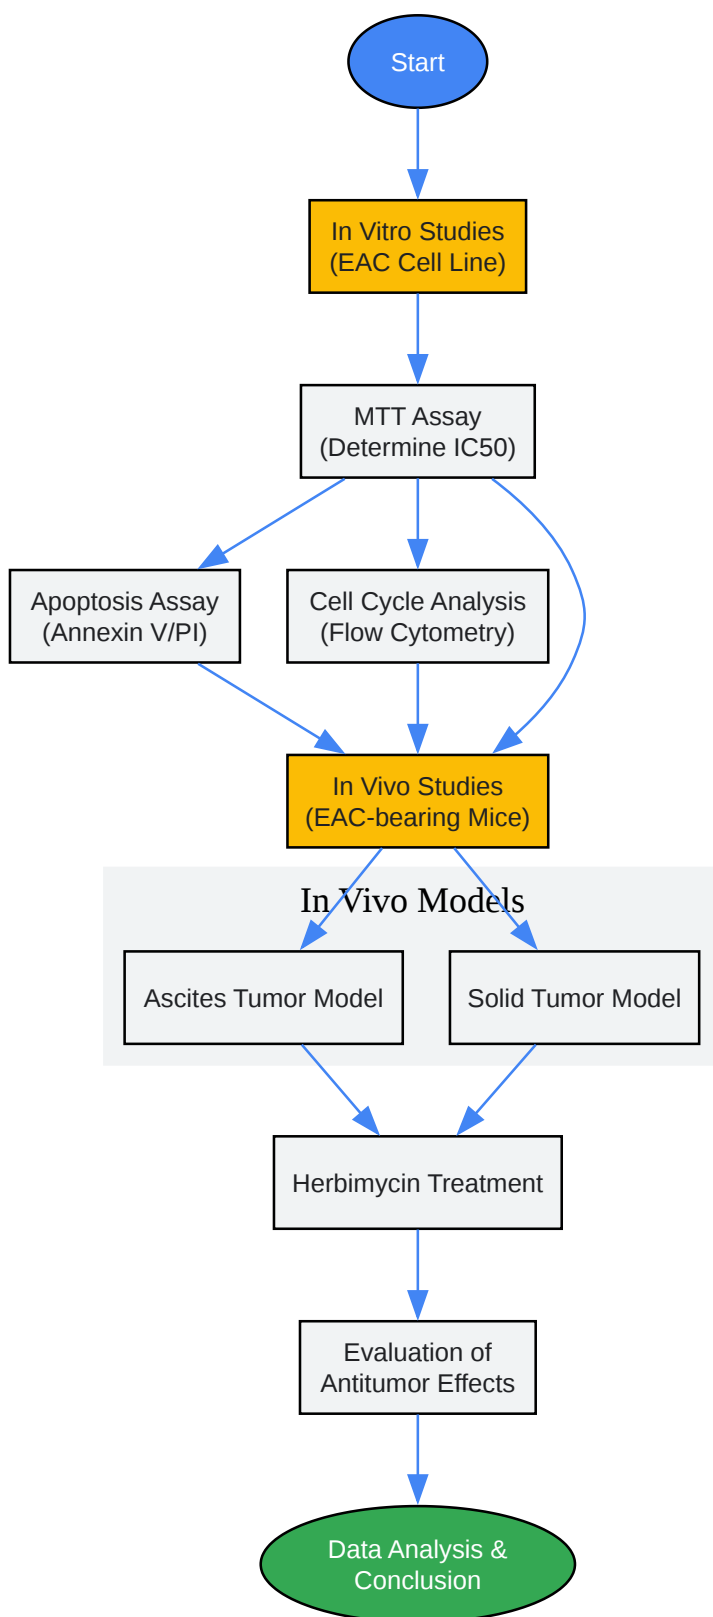 Start
In Vitro Studies
(EAC Cell Line)
MTT Assay
(Determine IC50)
Apoptosis Assay
(Annexin V/PI)
Cell Cycle Analysis
(Flow Cytometry)
In Vivo Studies
(EAC-bearing Mice)
In Vivo Models
Ascites Tumor Model
Solid Tumor Model
Herbimycin Treatment
Evaluation of
Antitumor Effects
Data Analysis &
Conclusion